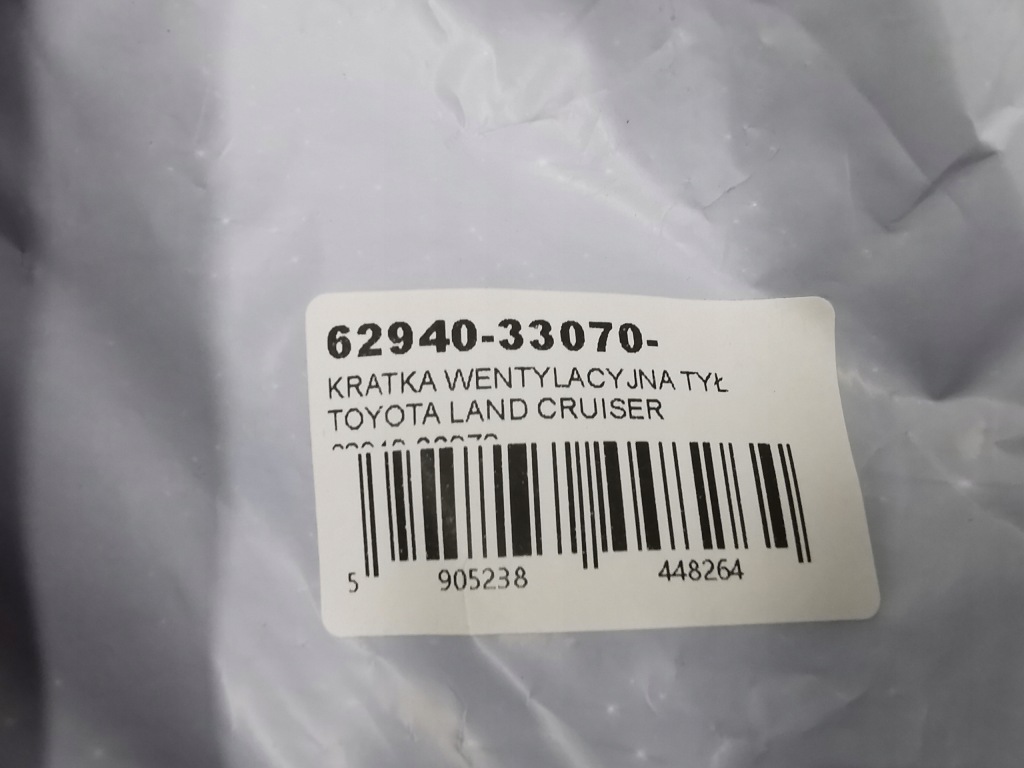 62940-33070-
KRATKA WENTYLACYJNA TYŁ
TOYOTA LAND CRUISER
5 905238 448264